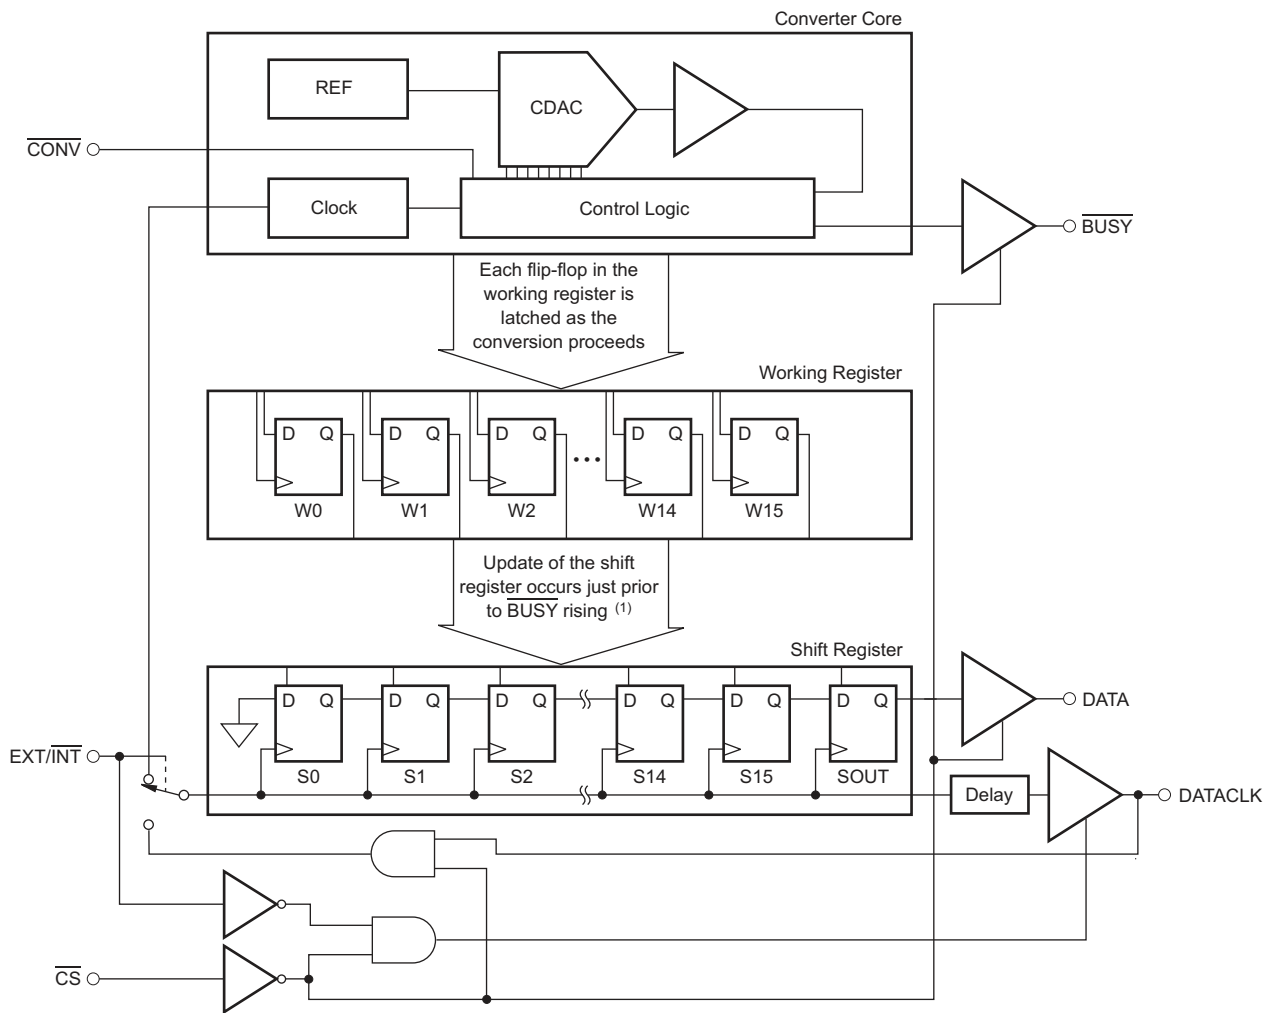 Converter Core
REF
CDAC
CONV
Clock
Control Logic
BUSY
Each flip-flop in the
working register is
latched as the
conversion proceeds
Working Register
D Q
D Q
D Q
D Q
D Q
...
W0
W1
W2
W14
W15
Update of the shift
register occurs just prior
to BUSY rising (1)
Shift Register
D Q
D Q
D Q
D Q
D Q
D Q
DATA
EXT/INT
S0
S1
S2
S14
S15
SOUT
Delay
DATACLK
CS